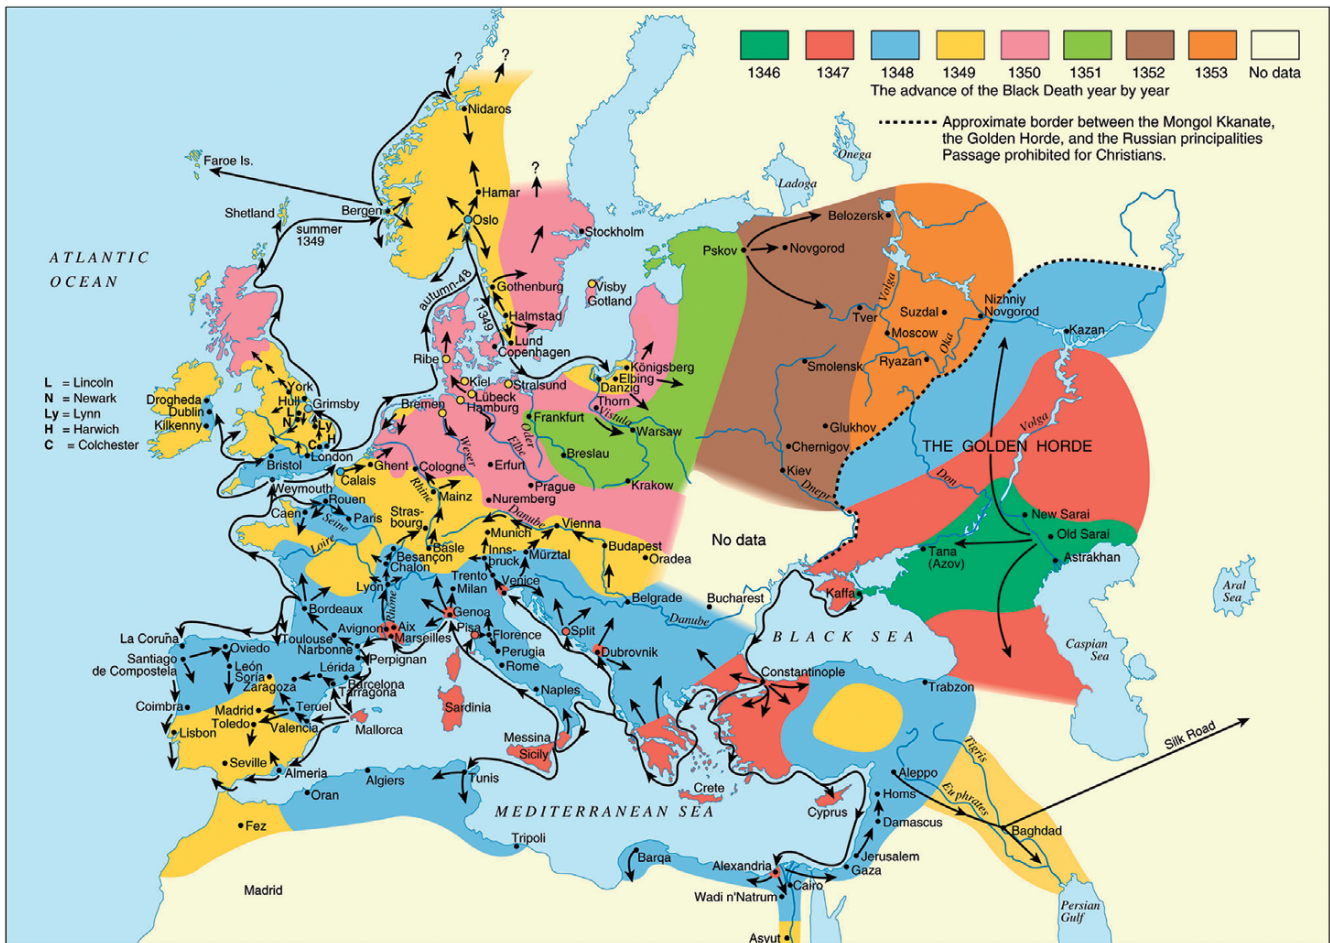 1346
1347
1348
1349
1350
1351
1352
1353
No data
The advance of the Black Death year by year
Approximate border between the Mongol Kkanate,
the Golden Horde, and the Russian principalities
Passage prohibited for Christians.
?
?
Nidaros
Faroe Is.
?
Hamar
Shetland
Bergen
Oslo
summer
1349
Stockholm
ATLANTIC
OCEAN
autumn-48
1349
Gothenburg
Visby
Gotland
Halmstad
Lund
Copenhagen
Onega
Ladoga
Belozersk
Pskov
Novgorod
Volga
Tver
Suzdal
Nizhniy
Novgorod
Moscow
Oka
Ryazan
Kazan
Smolensk
Glukhov
Chernigov
Kiev
Dnepr
THE GOLDEN HORDE
Volga
Don
New Sarai
Old Sarai
Tana
(Azov)
Astrakhan
L = Lincoln
N = Newark
Ly = Lynn
H = Harwich
C = Colchester
York
Hull
Grimsby
L
N
Ly
H
C
Drogheda
Dublin
Kilkenny
London
Bristol
Weymouth
Ribe
Kiel
Stralsund
Lübeck
Hamburg
Bremen
Königsberg
Elbing
Danzig
Thorn
Vistula
Frankfurt
Warsaw
Oder
Elbe
Weser
Breslau
Krakow
Erfurt
Prague
Nuremberg
Ghent
Cologne
Calais
Rhine
Mainz
Rouen
Caen
Seine
Paris
Stras-
bourg
Danube
Vienna
Munich
Loire
Basle
Besançon
Chalon
Inns-
bruck
Mürztal
Budapest
Oradea
No data
Lyon
Trento
Milan
Venice
Rhone
Bordeaux
Genoa
Belgrade
Bucharest
Danube
Kaffa
BLACK SEA
Aral
Sea
Caspian
Sea
La Coruña
Oviedo
Toulouse
Avignon
Aix
Marseilles
Narbonne
Pisa
Florence
Split
Perugia
Rome
Dubrovnik
Santiago
de Compostela
León
Soria
Lérida
Perpignan
Zaragoza
Barcelona
Tarragona
Coimbra
Madrid
Teruel
Toledo
Valencia
Mallorca
Sardinia
Naples
Constantinople
Trabzon
Lisbon
Seville
Almeria
Messina
Sicily
Algiers
Oran
Tunis
Crete
Cyprus
MEDITERRANEAN SEA
Fez
Tripoli
Barqa
Madrid
Aleppo
Homs
Damascus
Jerusalem
Gaza
Alexandria
Cairo
Wadi n'Natrum
Asyut
Tigris
Euphrates
Baghdad
Silk Road
Persian
Gulf